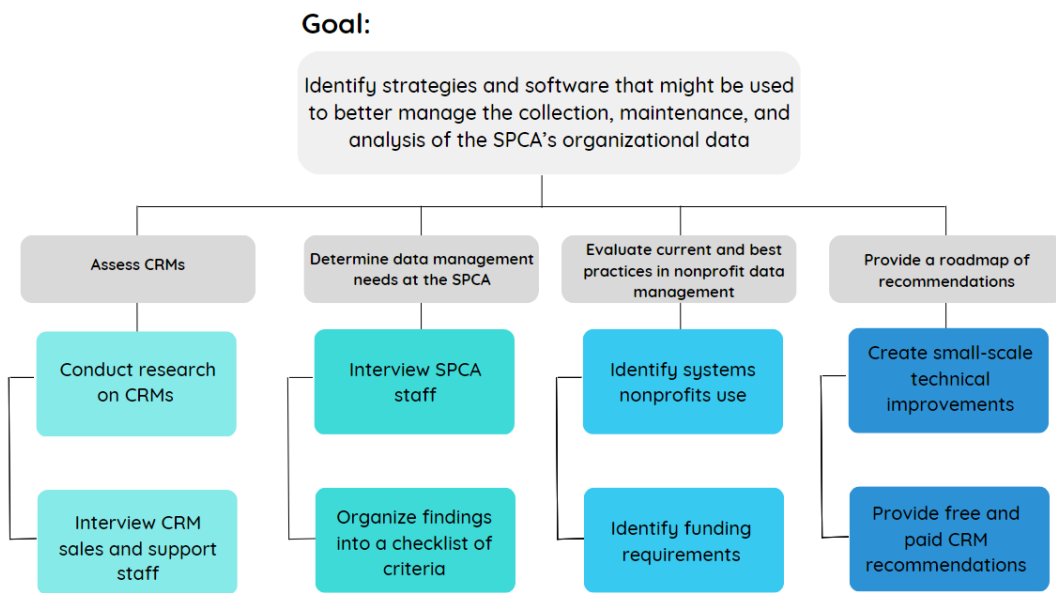 Goal:
Identify strategies and software that might be used
to better manage the collection, maintenance, and
analysis of the SPCA's organizational data
Assess CRMs
Determine data management
needs at the SPCA
Evaluate current and best
practices in nonprofit data
management
Provide a roadmap of
recommendations
Conduct research
on CRMs
Interview SPCA
staff
Identify systems
nonprofits use
Create small-scale
technical
improvements
Interview CRM
sales and support
staff
Organize findings
into a checklist of
criteria
Identify funding
requirements
Provide free and
paid CRM
recommendations